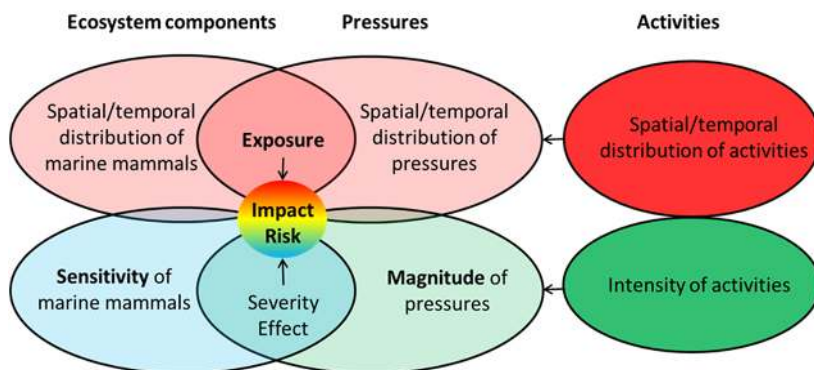 Ecosystem components
Pressures
Activities
Spatial/temporal
distribution of
marine mammals
Exposure
Spatial/temporal
distribution of
pressures
Spatial/temporal
distribution of activities
Impact
Risk
Sensitivity of
marine mammals
Severity
Effect
Magnitude of
pressures
Intensity of activities